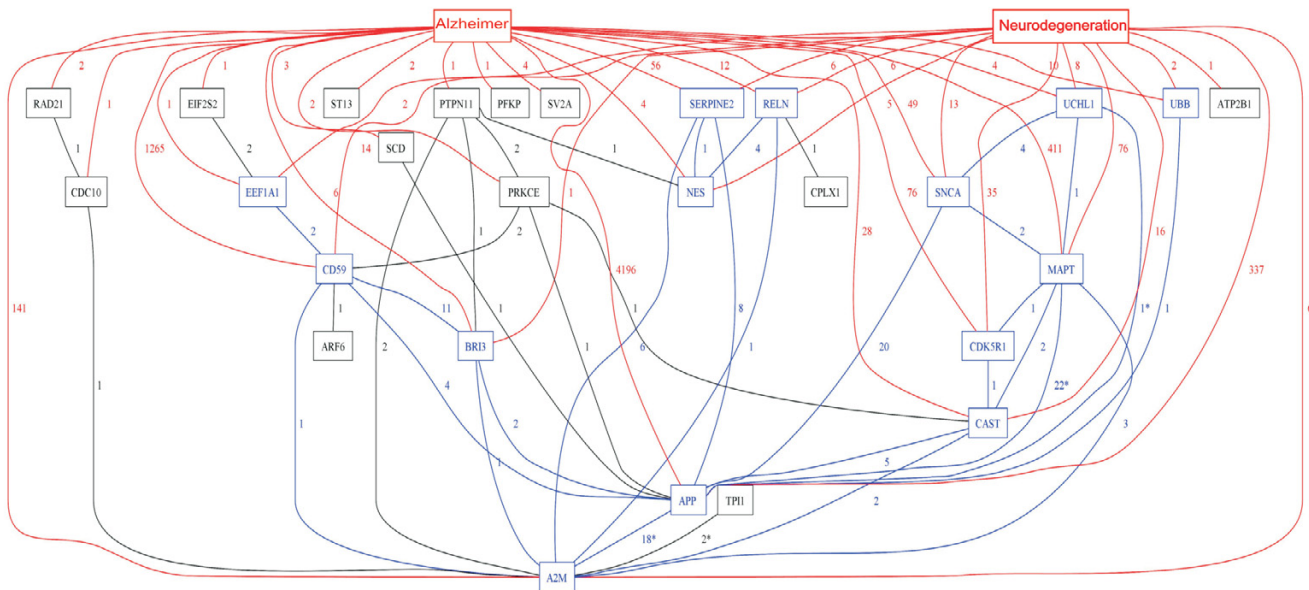 Alzheimer Neurodegeneration
2 1 1 1 3 2 1 1 4 56 12 6 6 10 4 8 2 1
RAD21 EIF2S2 ST13 PTPN11 PFKP SV2A SERPINE2 RELN UCHL1 UBB ATP2B1
2 2 4 5 49 13
1 2 1265 14 SCD 2 1 1 4 1 4 411 76
CDC10 EEF1A1 PRKCE NES CPLX1 SNCA
6 1 76 35 1
2 1 2 28 2 16
CD59 4196 MAPT 337
141 11 1 1 8 1 1* 1
1 2 1 6 1 20 2
ARF6 BRI3 CDK5R1
1 4 1 22*
2 CAST 3
1 1 5
APP TPI1 2
18* 2*
A2M